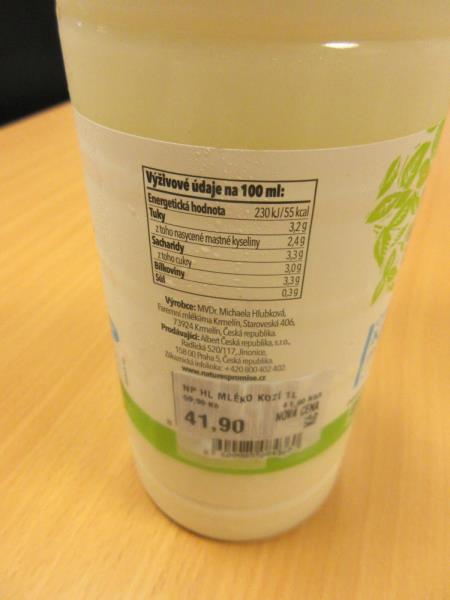 Výživové údaje na 100 ml:
Energetická hodnota 230 kJ/55 kcal
Tuky 3,2 g
z toho nasycené mastné kyseliny 2,4 g
Sacharidy 3,3 g
z toho cukry 3,0 g
Bílkoviny 3,3 g
Sůl 0,3 g
Výrobce: MVDr. Michaela Hlubková,
Faremní mlékárna Krmelín, Staroveská 406,
73924 Krmelín, Česká republika.
Prodávající: Albert Česká republika, s.r.o.,
Radlická 520/117, Jinonice,
158 00 Praha 5, Česká republika.
Zákaznická infolinka: +420 800 402 402
www.naturespromise.cz
NP HL MLÉKO KOZÍ 1L
41,90
NOVÁ CENA